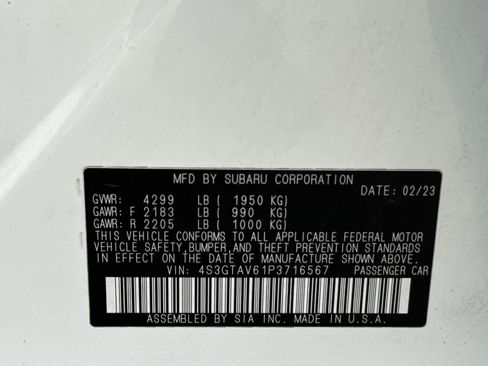 MFD BY SUBARU CORPORATION
DATE: 02/23
GVWR: 4299 LB ( 1950 KG)
GAWR: F 2183 LB ( 990 KG)
GAWR: R 2205 LB ( 1000 KG)
THIS VEHICLE CONFORMS TO ALL APPLICABLE FEDERAL MOTOR
VEHICLE SAFETY,BUMPER,AND THEFT PREVENTION STANDARDS
IN EFFECT ON THE DATE OF MANUFACTURE SHOWN ABOVE.
VIN: 4S3GTAV61P3716567 PASSENGER CAR
ASSEMBLED BY SIA INC. MADE IN U.S.A.